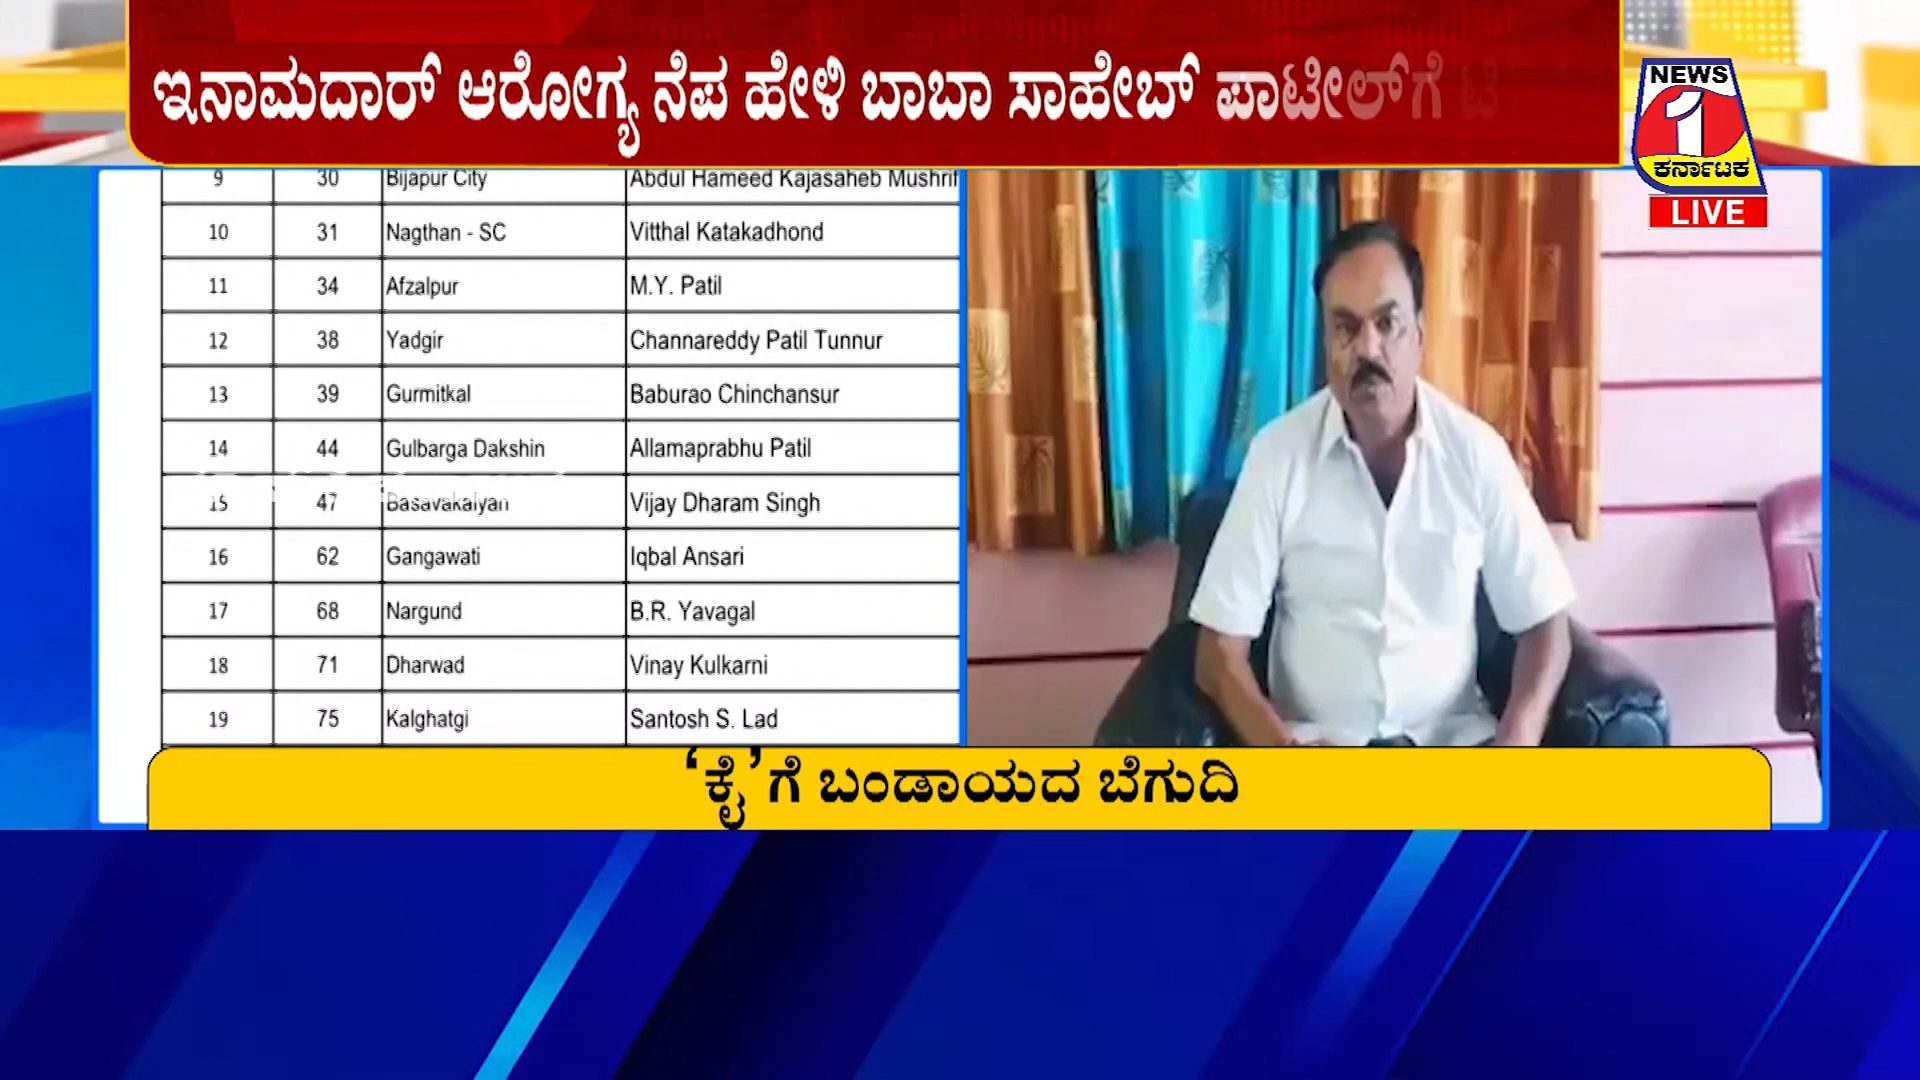 ಇನಾಮದಾರ್ ಆರೋಗ್ಯ ನೆಪ ಹೇಳಿ ಬಾಬಾ ಸಾಹೇಬ್ ಪಾಟೀಲ್‌ಗೆ
NEWS
1
ಕರ್ನಾಟಕ
LIVE
9 30 Bijapur City Abdul Hameed Kajasaheb Mushrif
10 31 Nagthan - SC Vitthal Katakadhond
11 34 Afzalpur M.Y. Patil
12 38 Yadgir Channareddy Patil Tunnur
13 39 Gurmitkal Baburao Chinchansur
14 44 Gulbarga Dakshin Allamaprabhu Patil
15 47 Basavakalyan Vijay Dharam Singh
16 62 Gangawati Iqbal Ansari
17 68 Nargund B.R. Yavagal
18 71 Dharwad Vinay Kulkarni
19 75 Kalghatgi Santosh S. Lad
‘ಕೈ’ಗೆ ಬಂಡಾಯದ ಬೆಗುದಿ